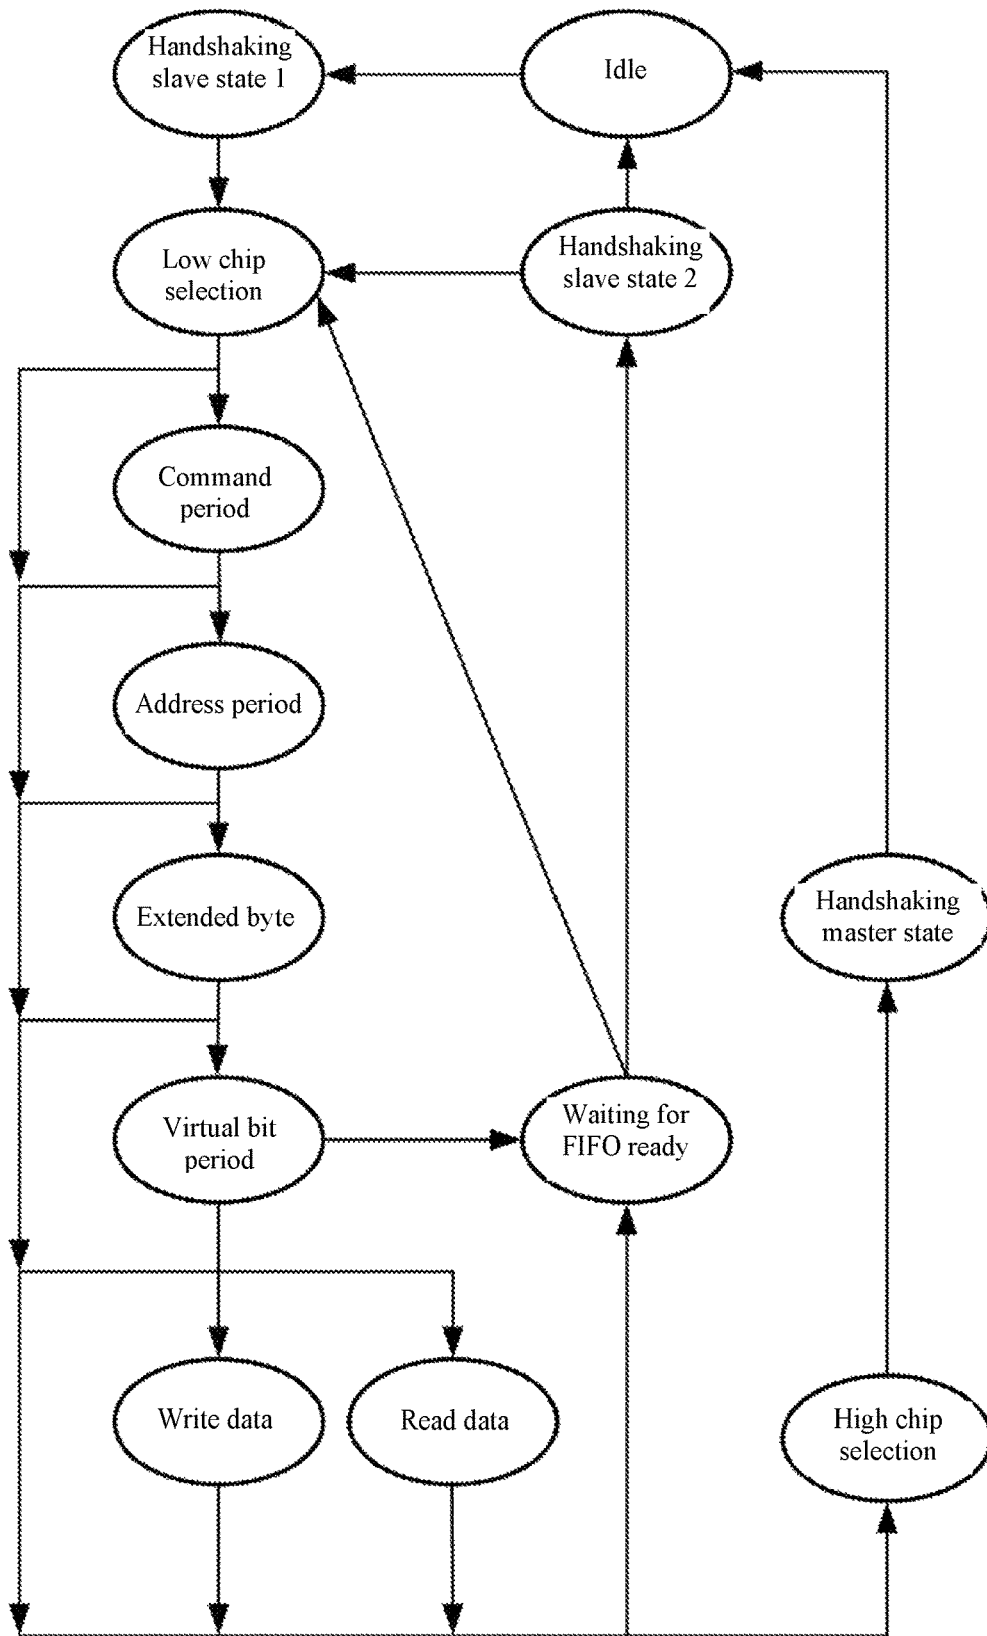 Handshaking
slave state 1
Idle
Low chip
selection
Handshaking
slave state 2
Command
period
Address period
Extended byte
Handshaking
master state
Virtual bit
period
Waiting for
FIFO ready
Write data
Read data
High chip
selection